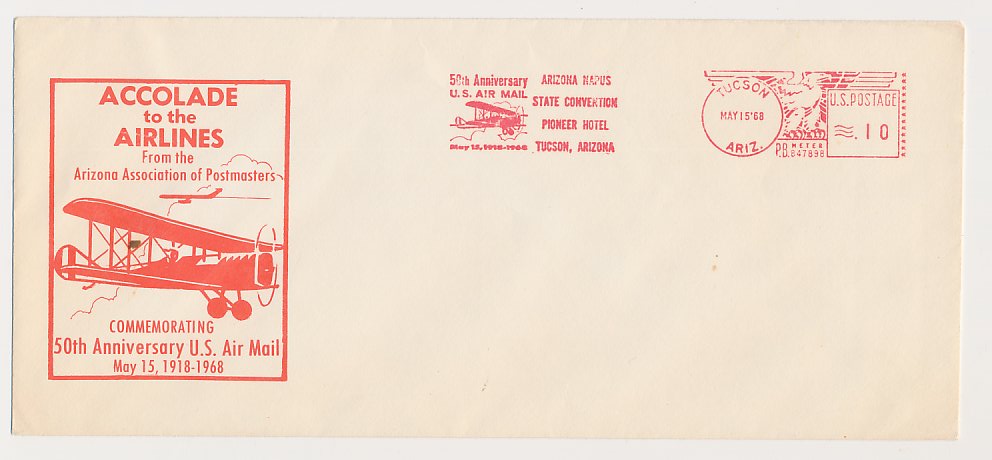 ACCOLADE
to the
AIRLINES
From the
Arizona Association of Postmasters
COMMEMORATING
50th Anniversary U.S. Air Mail
May 15, 1918-1968
50th Anniversary
U.S. AIR MAIL
May 15, 1918-1968
ARIZONA NAPUS
STATE CONVENTION
PIONEER HOTEL
TUCSON, ARIZONA
TUCSON
MAY 15'68
ARIZ.
U.S. POSTAGE
.10
P.B. METER
847898